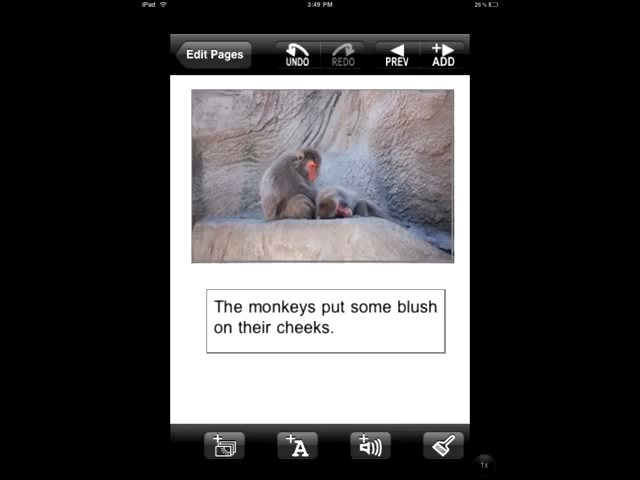 iPad 3:49 PM 26%
Edit Pages UNDO REDO PREV ADD
The monkeys put some blush
on their cheeks.
A
1x